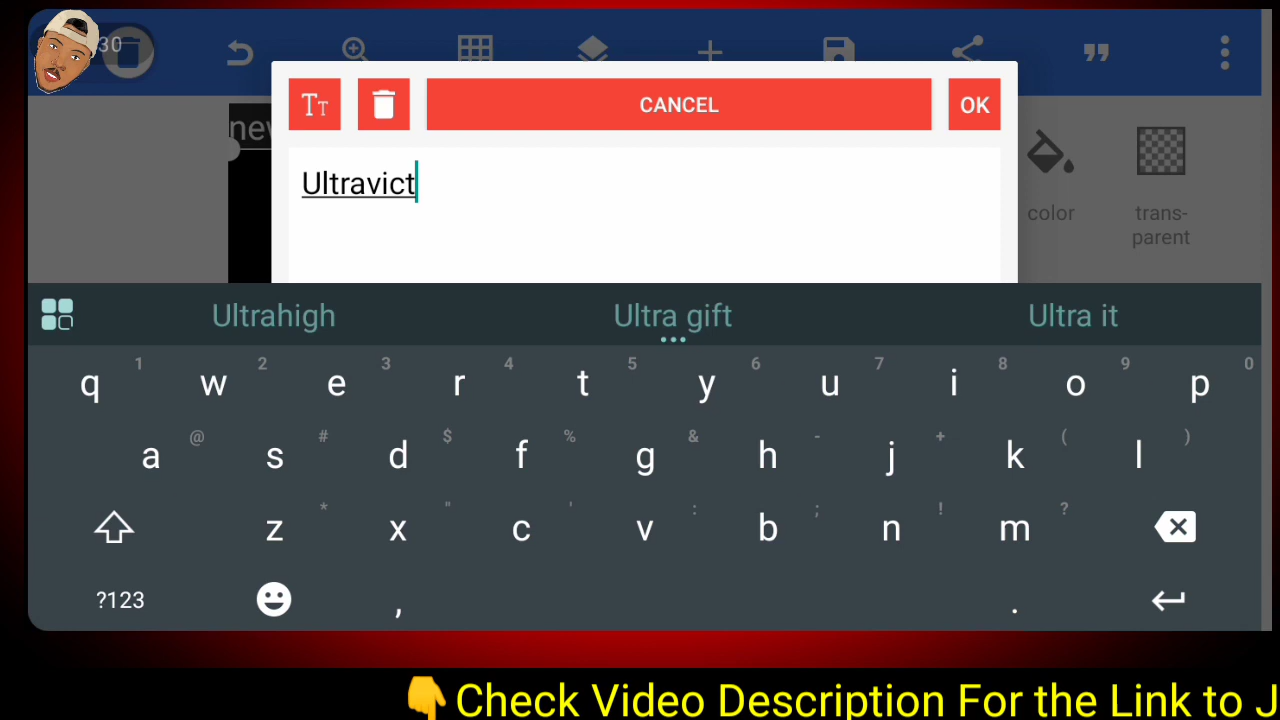 30
CANCEL
OK
Ultravict
color
trans-
parent
Ultrahigh Ultra gift Ultra it
1 2 3 4 5 6 7 8 9 0
q w e r t y u i o p
@ # $ % & - + ( )
a s d f g h j k l
* " ' : ; ! ?
z x c v b n m
?123 , .
👇Check Video Description For the Link to J